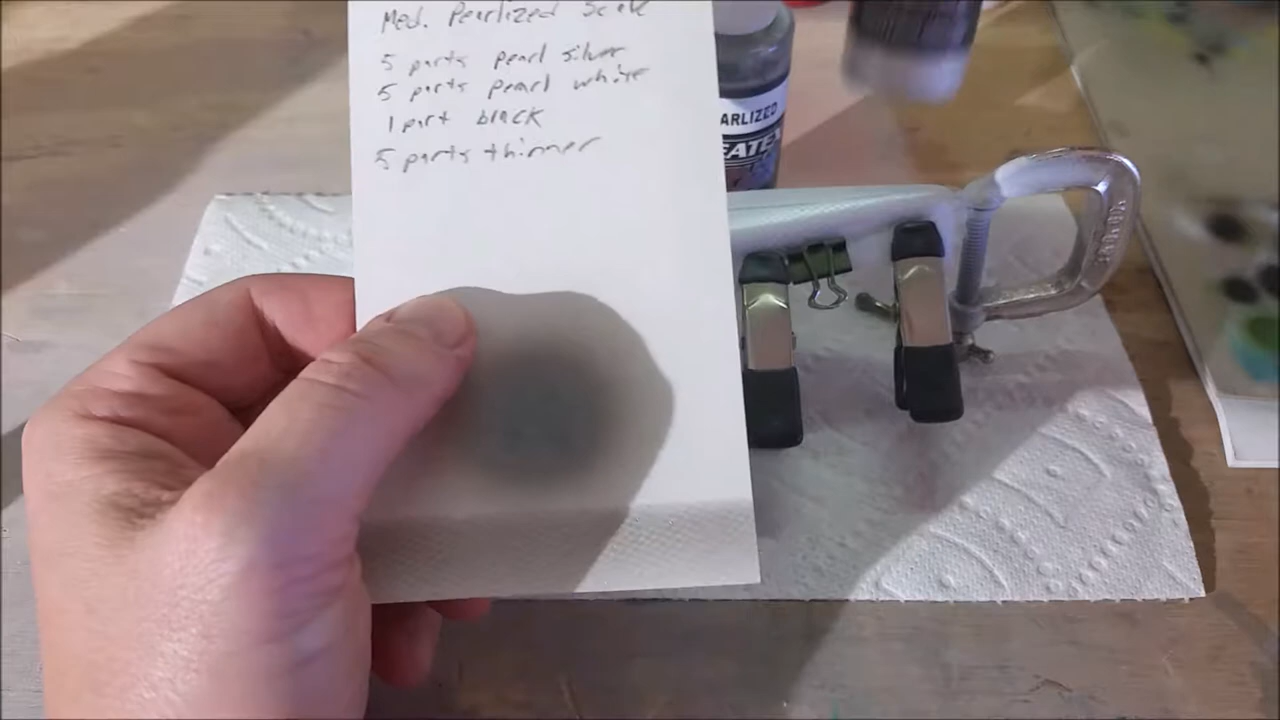 Med. Pearlized Scale
5 parts pearl silver
5 parts pearl white
1 part black
5 parts thinner
ARLIZED
EATEX